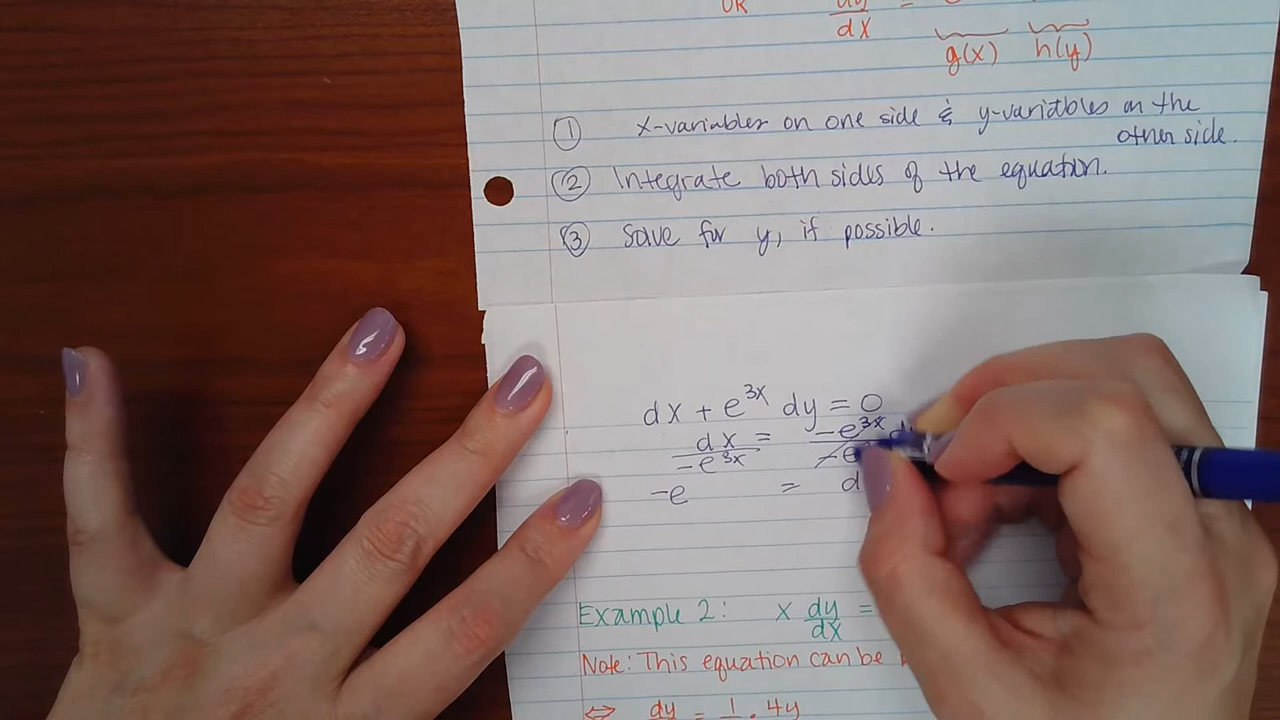 OR dy/dx =
g(x) h(y)
① x-variables on one side & y-variables on the
other side.
② Integrate both sides of the equation.
③ Solve for y, if possible.
dx + e^3x dy = 0
dx/-e^3x = -e^3x
-e = d
Example 2: x dy/dx =
Note: This equation can be
⇔ dy = 1 . 4y